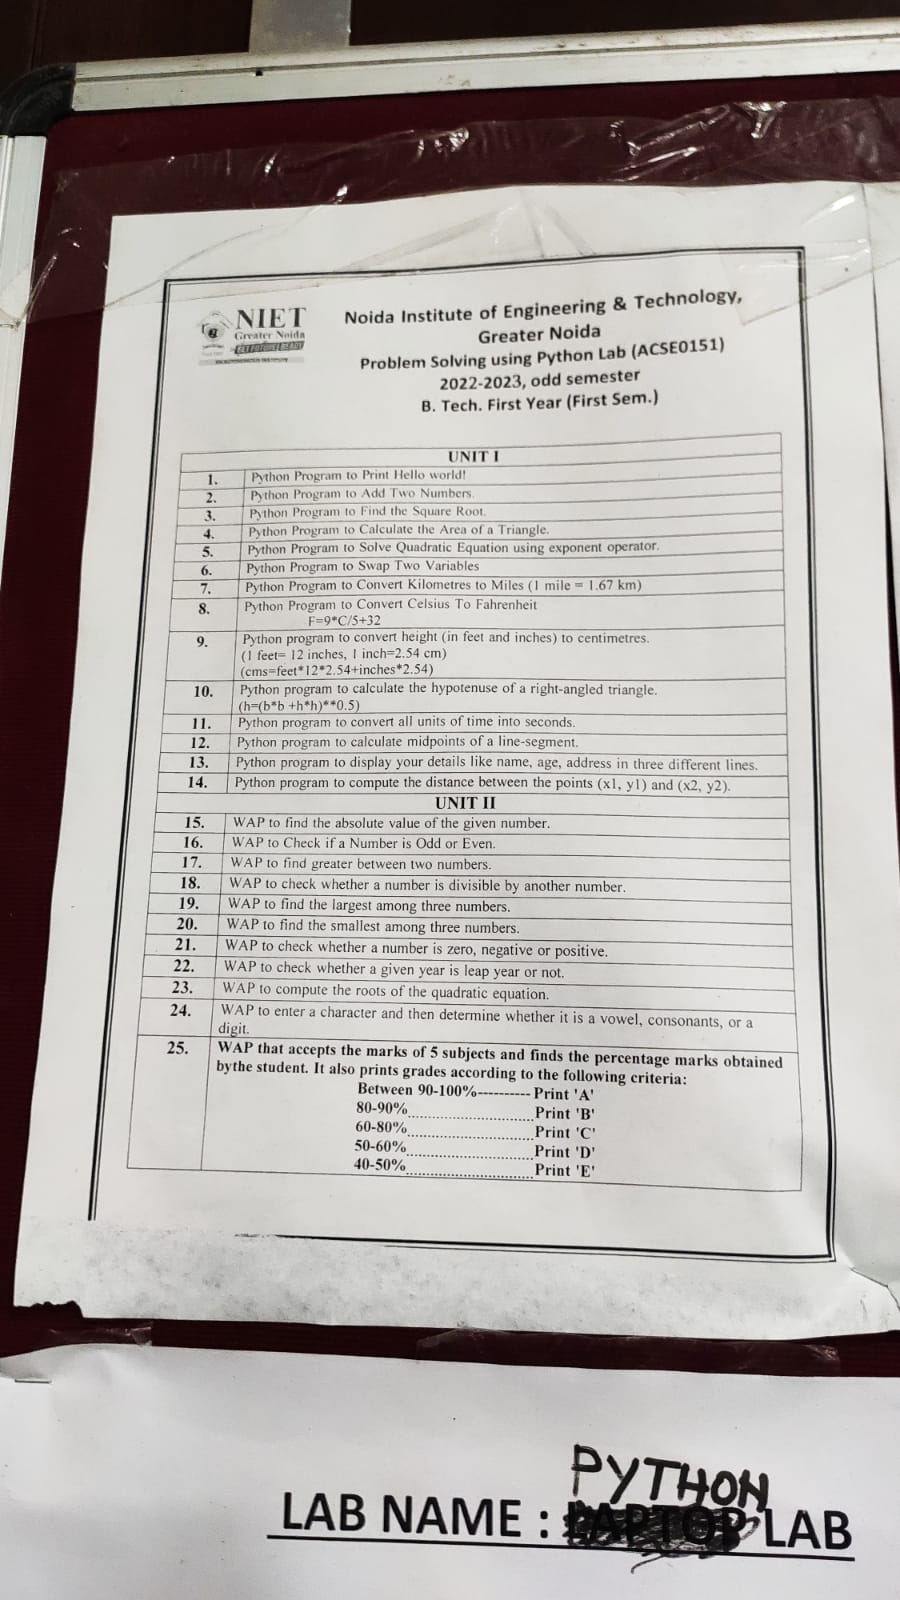 NIET
Greater Noida
GET FUTURE READY
AN AUTONOMOUS INSTITUTE
Noida Institute of Engineering & Technology,
Greater Noida
Problem Solving using Python Lab (ACSE0151)
2022-2023, odd semester
B. Tech. First Year (First Sem.)
UNIT I
1. Python Program to Print Hello world!
2. Python Program to Add Two Numbers.
3. Python Program to Find the Square Root.
4. Python Program to Calculate the Area of a Triangle.
5. Python Program to Solve Quadratic Equation using exponent operator.
6. Python Program to Swap Two Variables
7. Python Program to Convert Kilometres to Miles (1 mile = 1.67 km)
8. Python Program to Convert Celsius To Fahrenheit
F=9*C/5+32
9. Python program to convert height (in feet and inches) to centimetres.
(1 feet= 12 inches, 1 inch=2.54 cm)
(cms=feet*12*2.54+inches*2.54)
10. Python program to calculate the hypotenuse of a right-angled triangle.
(h=(b*b +h*h)**0.5)
11. Python program to convert all units of time into seconds.
12. Python program to calculate midpoints of a line-segment.
13. Python program to display your details like name, age, address in three different lines.
14. Python program to compute the distance between the points (x1, y1) and (x2, y2).
UNIT II
15. WAP to find the absolute value of the given number.
16. WAP to Check if a Number is Odd or Even.
17. WAP to find greater between two numbers.
18. WAP to check whether a number is divisible by another number.
19. WAP to find the largest among three numbers.
20. WAP to find the smallest among three numbers.
21. WAP to check whether a number is zero, negative or positive.
22. WAP to check whether a given year is leap year or not.
23. WAP to compute the roots of the quadratic equation.
24. WAP to enter a character and then determine whether it is a vowel, consonants, or a
digit.
25. WAP that accepts the marks of 5 subjects and finds the percentage marks obtained
bythe student. It also prints grades according to the following criteria:
Between 90-100%---------- Print 'A'
80-90%..............................Print 'B'
60-80%..............................Print 'C'
50-60%..............................Print 'D'
40-50%..............................Print 'E'
PYTHON
LAB NAME : LAPTOP LAB